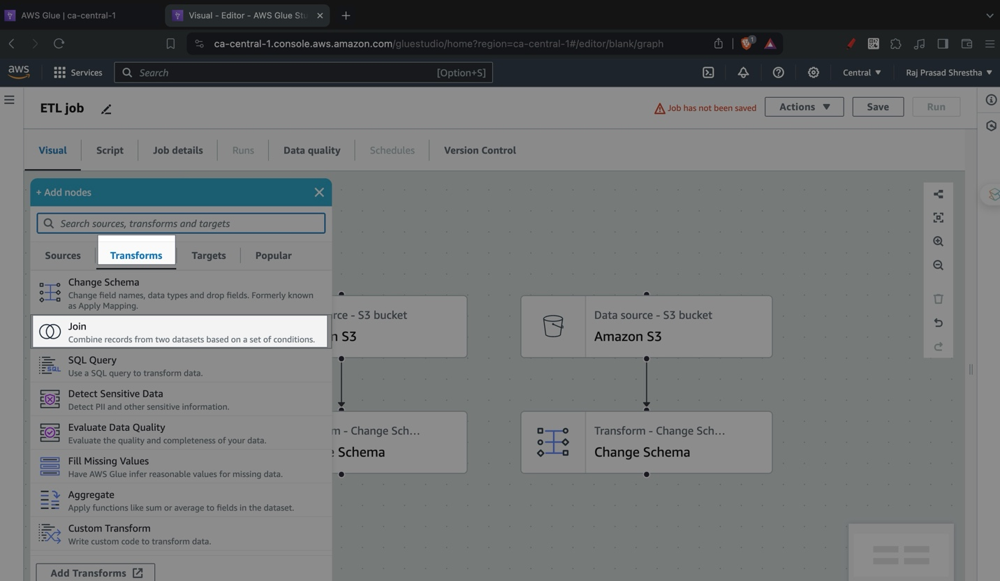 AWS Glue | ca-central-1
Visual - Editor - AWS Glue Stu
1
ca-central-1.console.aws.amazon.com/gluestudio/home?region=ca-central-1#/editor/blank/graph
aws
Services
Search
[Option+S]
Central
Raj Prasad Shrestha
ETL job
Job has not been saved
Actions
Save
Run
Visual
Script
Job details
Runs
Data quality
Schedules
Version Control
+ Add nodes
Search sources, transforms and targets
Sources
Transforms
Targets
Popular
Change Schema
Change field names, data types and drop fields. Formerly known
as Apply Mapping.
Join
Combine records from two datasets based on a set of conditions.
SQL Query
SQL
Use a SQL query to transform data.
Detect Sensitive Data
Detect PII and other sensitive information.
Evaluate Data Quality
Evaluate the quality and completeness of your data.
Fill Missing Values
Have AWS Glue infer reasonable values for missing data.
Aggregate
Apply functions like sum or average to fields in the dataset.
Custom Transform
Write custom code to transform data.
Add Transforms
rce - S3 bucket
n S3
Data source - S3 bucket
Amazon S3
m - Change Sch...
e Schema
Transform - Change Sch...
Change Schema